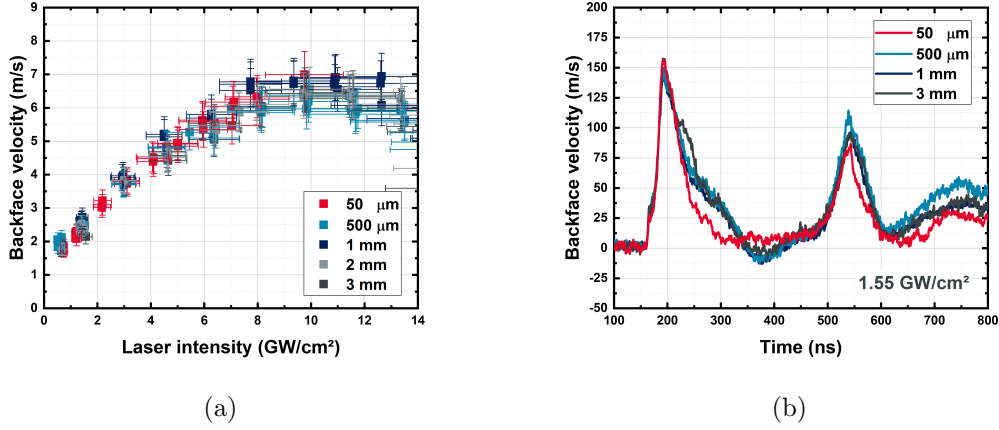 9
8
7
6
5
4
3
2
1
0
Backface velocity (m/s)
0 2 4 6 8 10 12 14
Laser intensity (GW/cm²)
50 μm
500 μm
1 mm
2 mm
3 mm
(a)
200
175
150
125
100
75
50
25
0
-25
-50
Backface velocity (m/s)
100 200 300 400 500 600 700 800
Time (ns)
50 μm
500 μm
1 mm
3 mm
1.55 GW/cm²
(b)